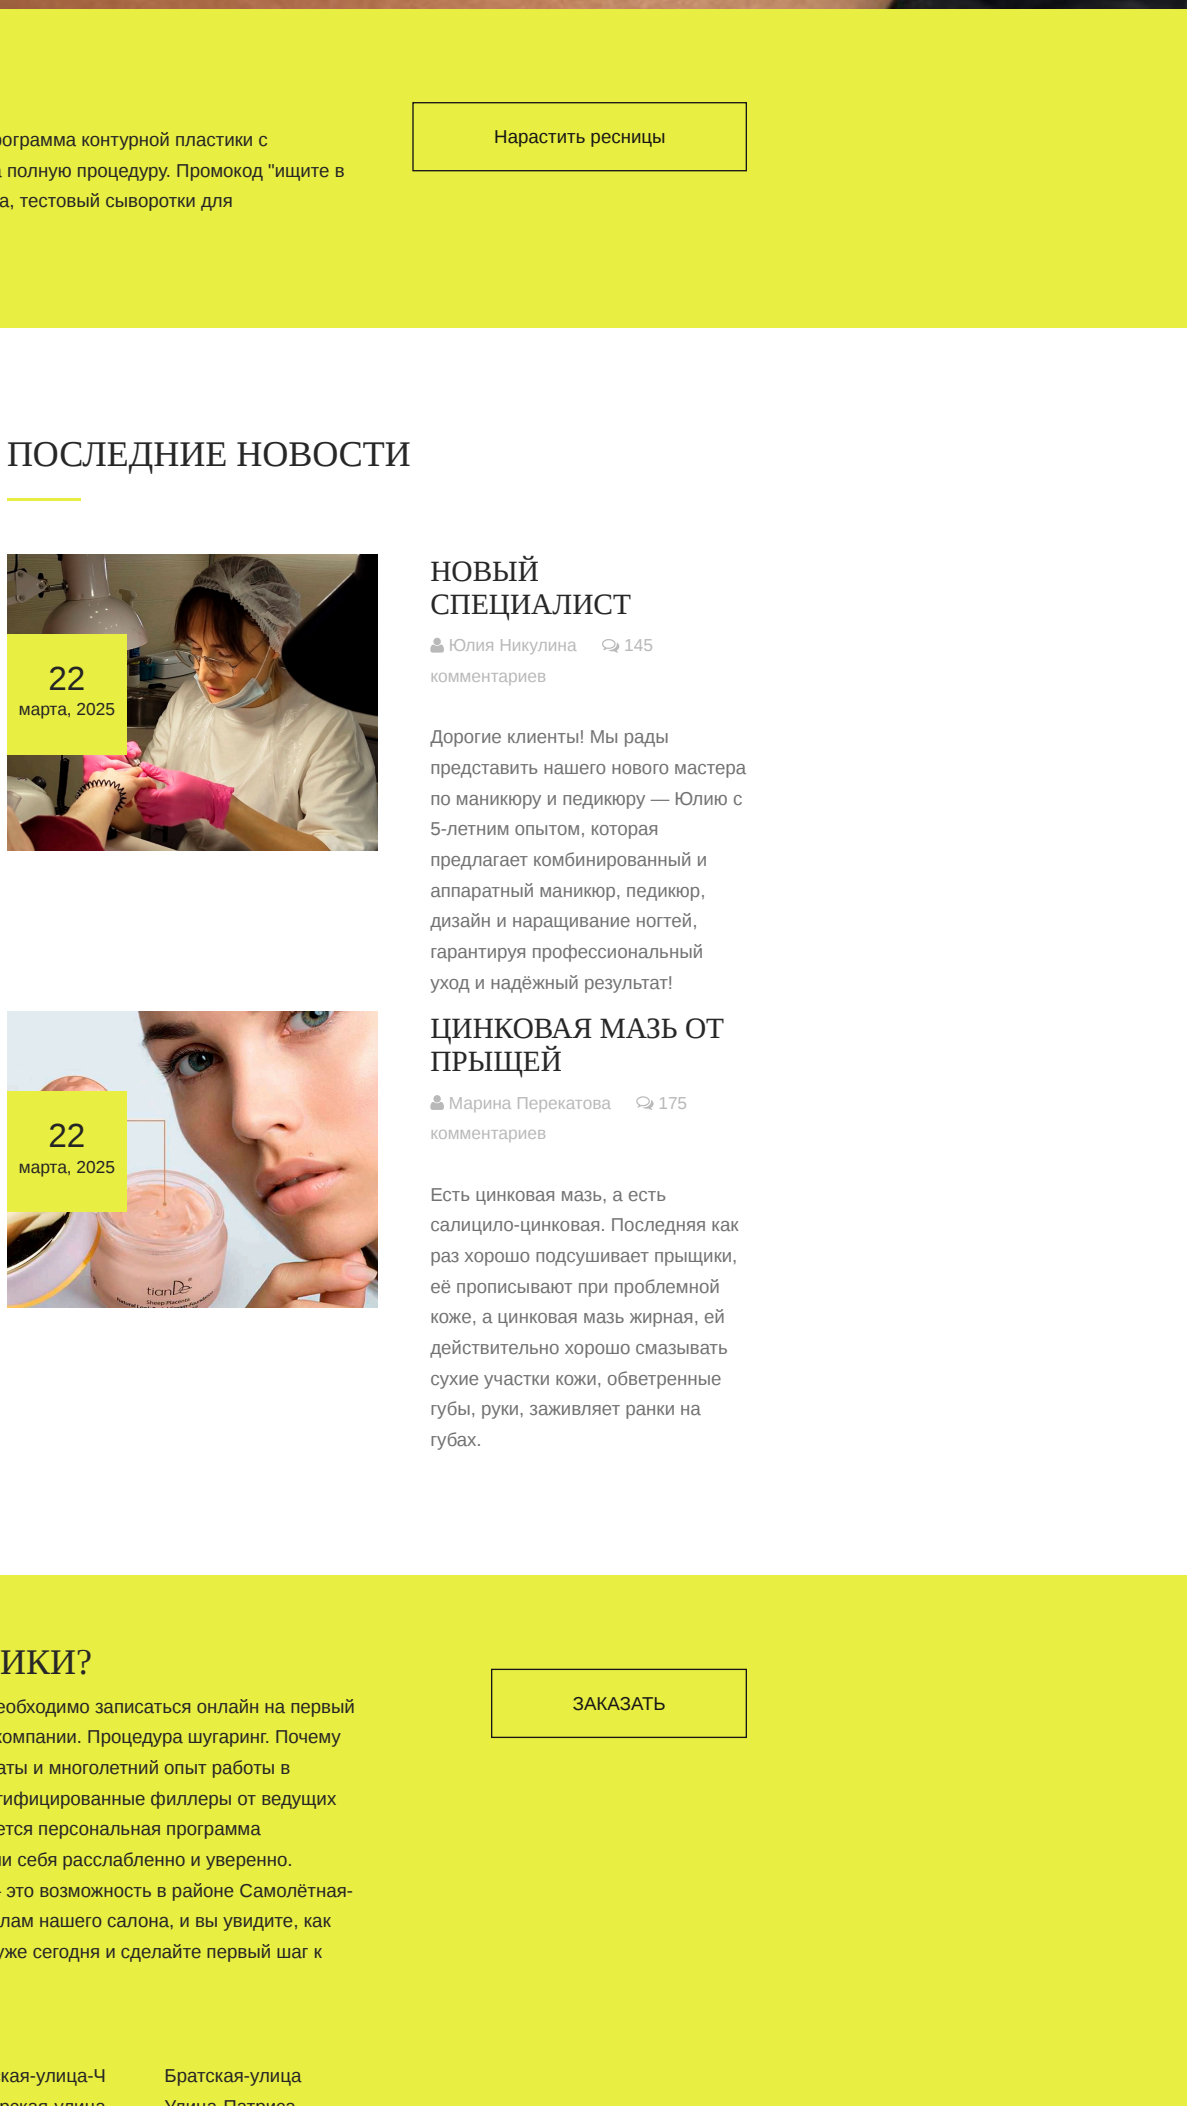 рограмма контурной пластики с
полную процедуру. Промокод "ищите в
а, тестовый сыворотки для
Нарастить ресницы
ПОСЛЕДНИЕ НОВОСТИ
22
марта, 2025
НОВЫЙ
СПЕЦИАЛИСТ
Юлия Никулина 145
комментариев
Дорогие клиенты! Мы рады
представить нашего нового мастера
по маникюру и педикюру — Юлию с
5-летним опытом, которая
предлагает комбинированный и
аппаратный маникюр, педикюр,
дизайн и наращивание ногтей,
гарантируя профессиональный
уход и надёжный результат!
22
марта, 2025
tianDe
Sheep Placenta
ЦИНКОВАЯ МАЗЬ ОТ
ПРЫЩЕЙ
Марина Перекатова 175
комментариев
Есть цинковая мазь, а есть
салицило-цинковая. Последняя как
раз хорошо подсушивает прыщики,
её прописывают при проблемной
коже, а цинковая мазь жирная, ей
действительно хорошо смазывать
сухие участки кожи, обветренные
губы, руки, заживляет ранки на
губах.
ИКИ?
еобходимо записаться онлайн на первый
компании. Процедура шугаринг. Почему
аты и многолетний опыт работы в
тифицированные филлеры от ведущих
ется персональная программа
и себя расслабленно и уверенно.
это возможность в районе Самолётная-
лам нашего салона, и вы увидите, как
уже сегодня и сделайте первый шаг к
ЗАКАЗАТЬ
кая-улица-Ч
Братская-улица
рская-улица
Улица-Патриса